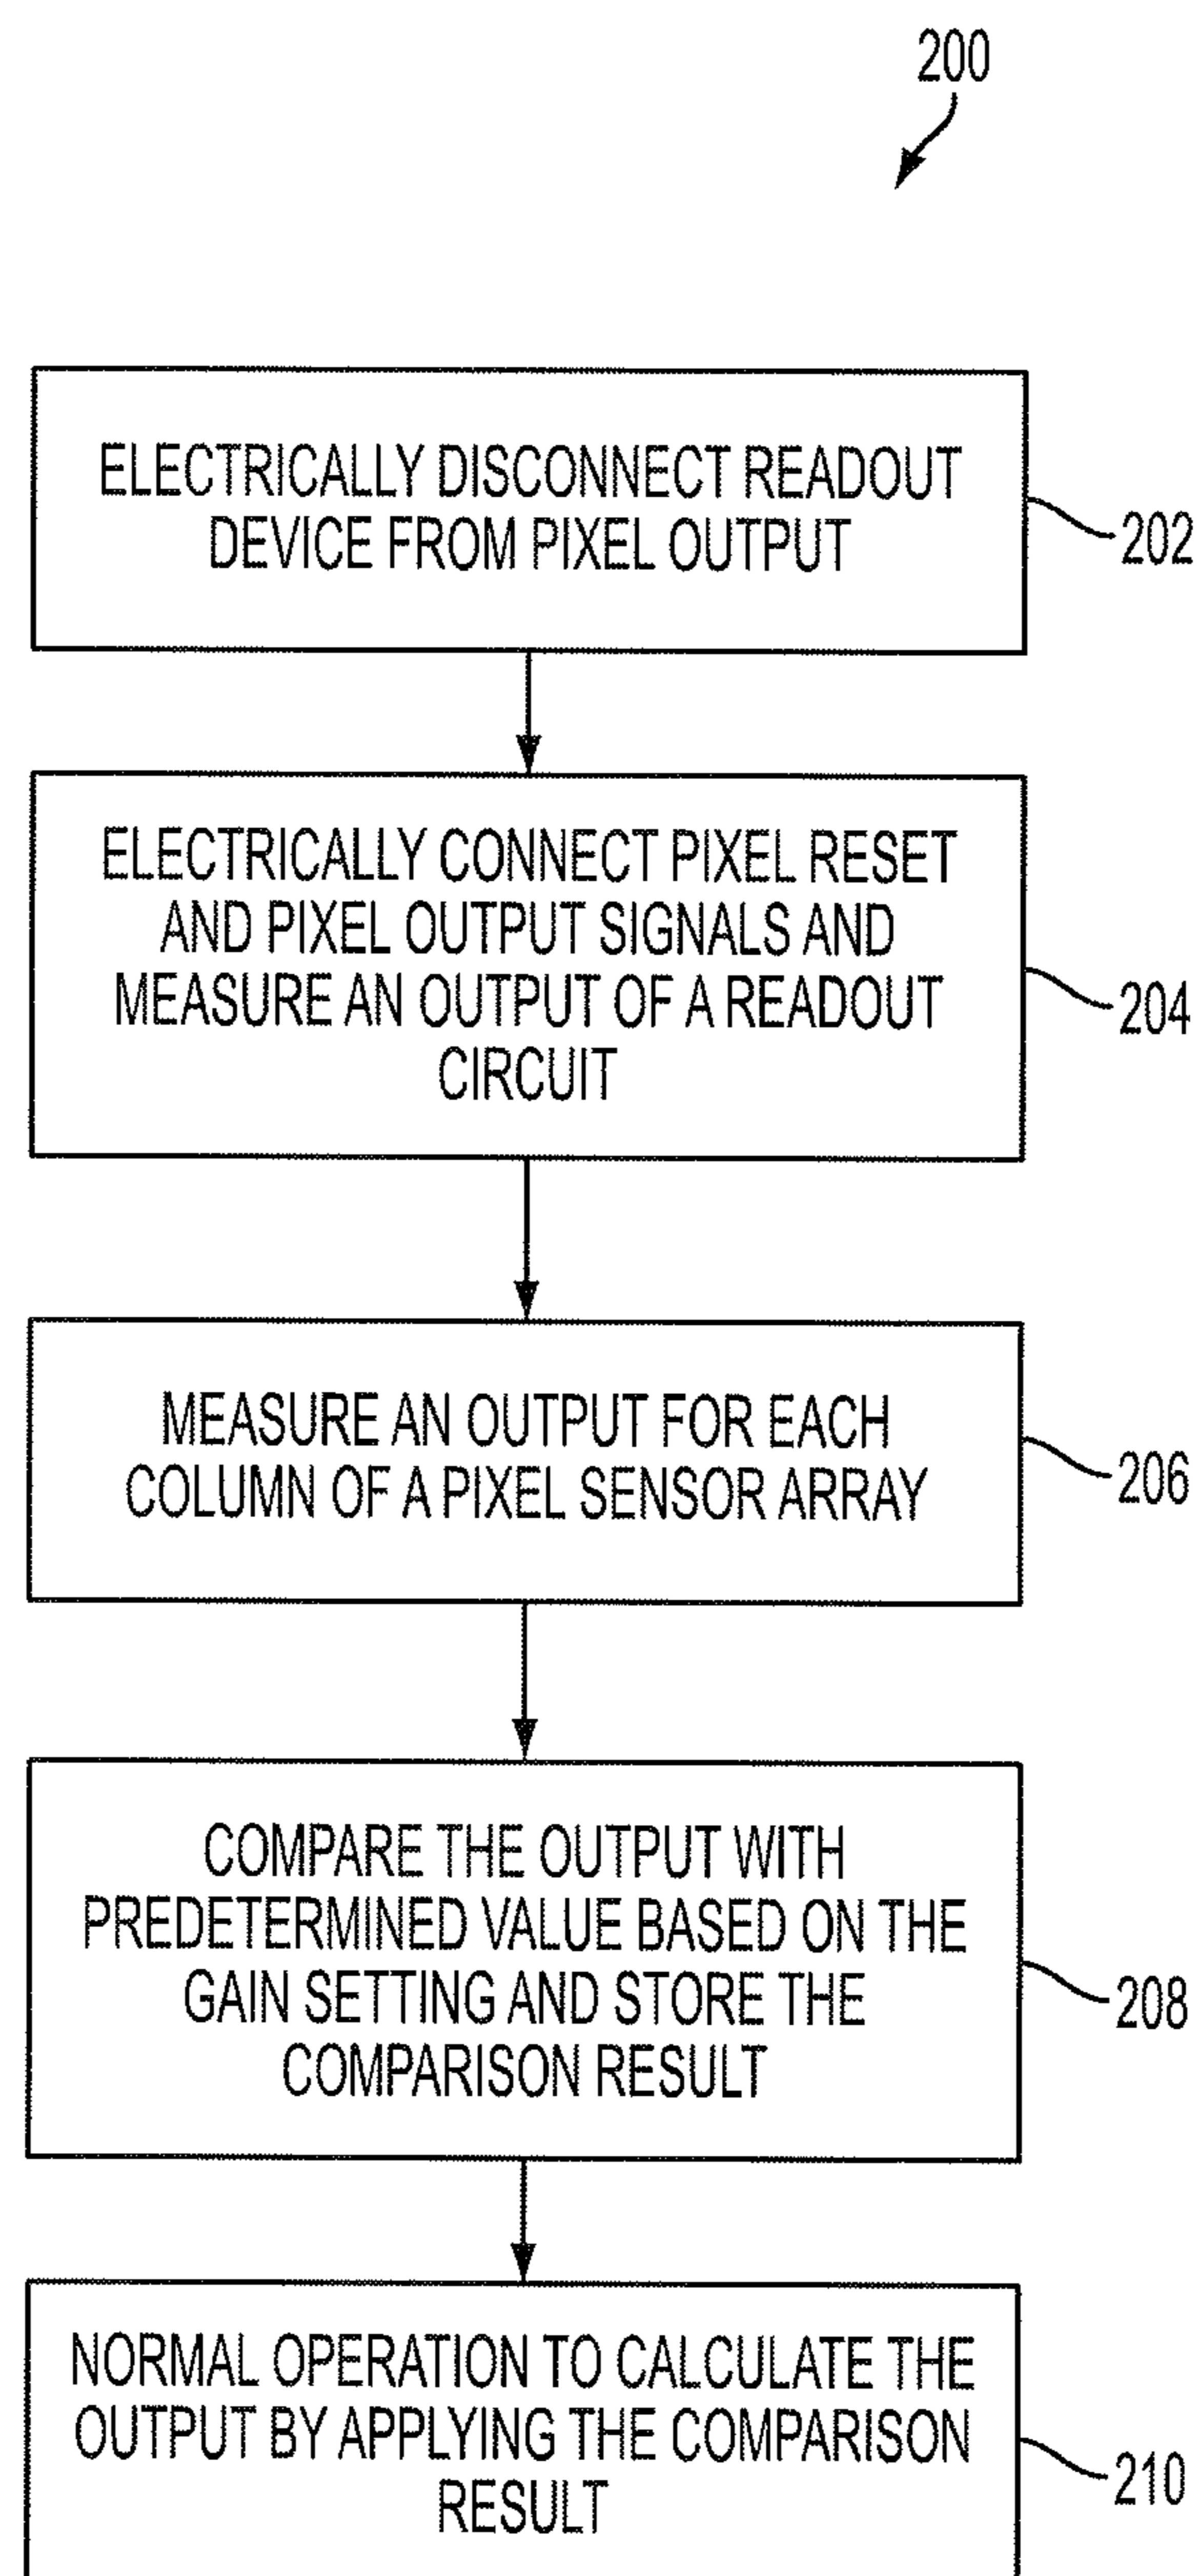 200
ELECTRICALLY DISCONNECT READOUT
DEVICE FROM PIXEL OUTPUT
202
ELECTRICALLY CONNECT PIXEL RESET
AND PIXEL OUTPUT SIGNALS AND
MEASURE AN OUTPUT OF A READOUT
CIRCUIT
204
MEASURE AN OUTPUT FOR EACH
COLUMN OF A PIXEL SENSOR ARRAY
206
COMPARE THE OUTPUT WITH
PREDETERMINED VALUE BASED ON THE
GAIN SETTING AND STORE THE
COMPARISON RESULT
208
NORMAL OPERATION TO CALCULATE THE
OUTPUT BY APPLYING THE COMPARISON
RESULT
210